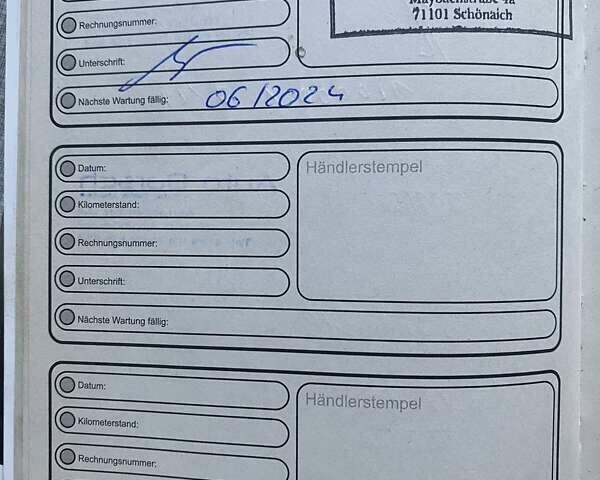 Maybachstraße 4a
71101 Schönaich
Rechnungsnummer:
Unterschrift:
Nächste Wartung fällig: 06/2024
Datum:
Händlerstempel
Kilometerstand:
Rechnungsnummer:
Unterschrift:
Nächste Wartung fällig:
Datum:
Händlerstempel
Kilometerstand:
Rechnungsnummer: